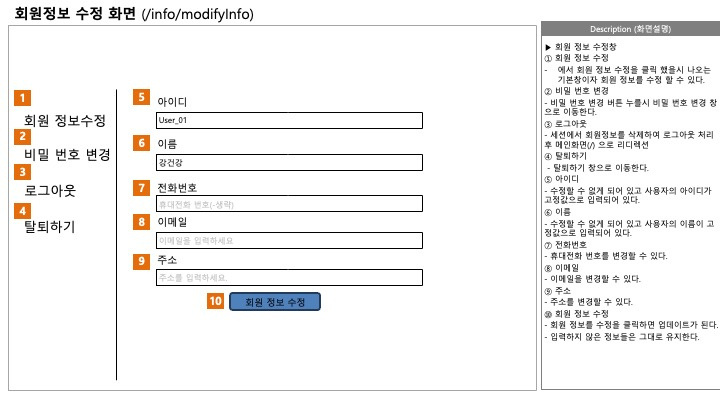 회원정보 수정 화면 (/info/modifyInfo)
1
회원 정보수정
2
비밀 번호 변경
3
로그아웃
4
탈퇴하기
5
아이디
User_01
6
이름
강건강
7
전화번호
휴대전화 번호(-생략)
8
이메일
이메일을 입력하세요
9
주소
주소를 입력하세요.
10
회원 정보 수정
Description (화면설명)
▶ 회원 정보 수정창
① 회원 정보 수정
- 에서 회원 정보 수정을 클릭 했을시 나오는
기본창이자 회원 정보를 수정 할 수 있다.
② 비밀 번호 변경
- 비밀 번호 변경 버튼 누를시 비밀 번호 변경 창
으로 이동한다.
③ 로그아웃
- 세션에서 회원정보를 삭제하여 로그아웃 처리
후 메인화면(/) 으로 리디렉션
④ 탈퇴하기
- 탈퇴하기 창으로 이동한다.
⑤ 아이디
- 수정할 수 없게 되어 있고 사용자의 아이디가
고정값으로 입력되어 있다.
⑥ 이름
- 수정할 수 없게 되어 있고 사용자의 이름이 고
정값으로 입력되어 있다.
⑦ 전화번호
- 휴대전화 번호를 변경할 수 있다.
⑧ 이메일
- 이메일을 변경할 수 있다.
⑨ 주소
- 주소를 변경할 수 있다.
⑩ 회원 정보 수정
- 회원 정보를 수정을 클릭하면 업데이트가 된다.
- 입력하지 않은 정보들은 그대로 유지한다.